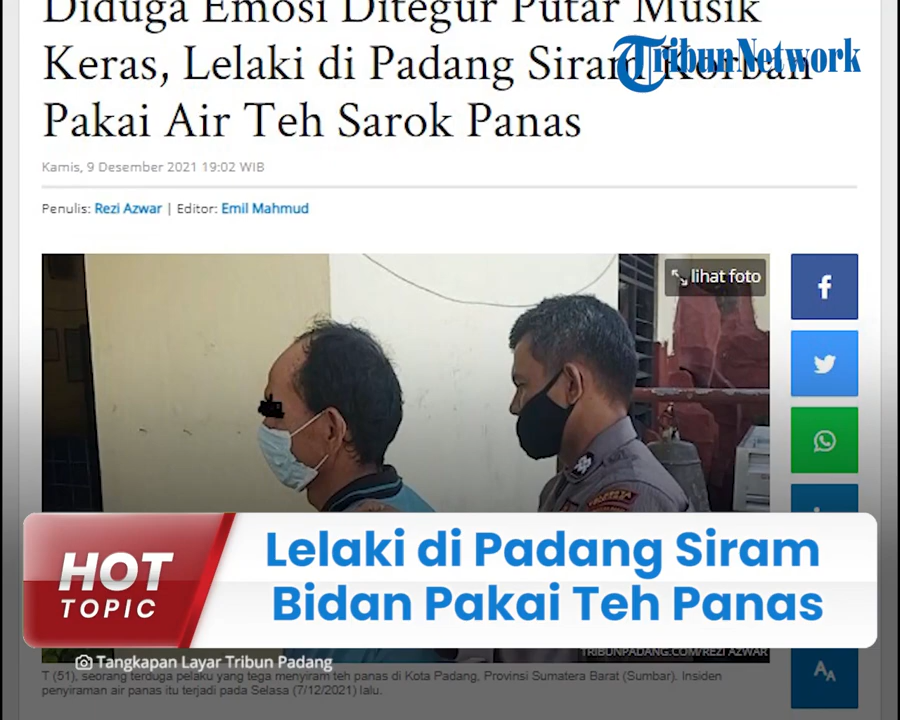 Diduga Emosi Ditegur Putar Musik
Keras, Lelaki di Padang Siram Korban
TribunNetwork
Pakai Air Teh Sarok Panas
Kamis, 9 Desember 2021 19:02 WIB
Penulis: Rezi Azwar | Editor: Emil Mahmud
lihat foto
HOT
TOPIC
Lelaki di Padang Siram
Bidan Pakai Teh Panas
TRIBUNPADANG.COM/REZI AZWAR
Tangkapan Layar Tribun Padang
T (51), seorang terduga pelaku yang tega menyiram teh panas di Kota Padang, Provinsi Sumatera Barat (Sumbar). Insiden
penyiraman air panas itu terjadi pada Selasa (7/12/2021) lalu.
AA